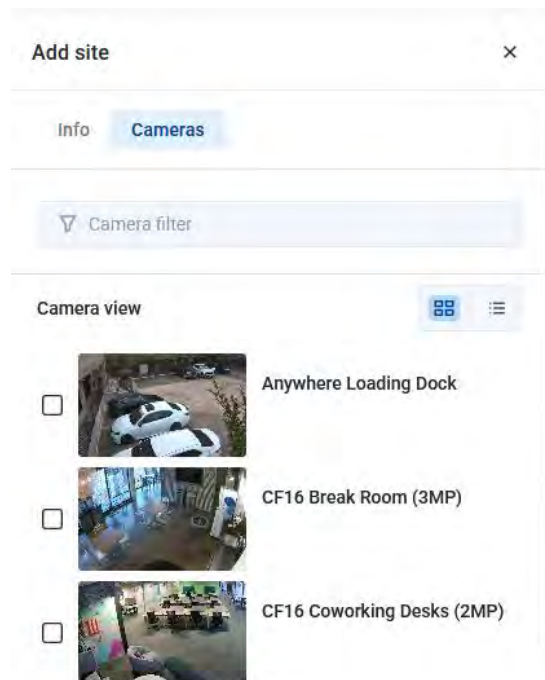 Add site
Info Cameras
Camera filter
Camera view
Anywhere Loading Dock
CF16 Break Room (3MP)
CF16 Coworking Desks (2MP)